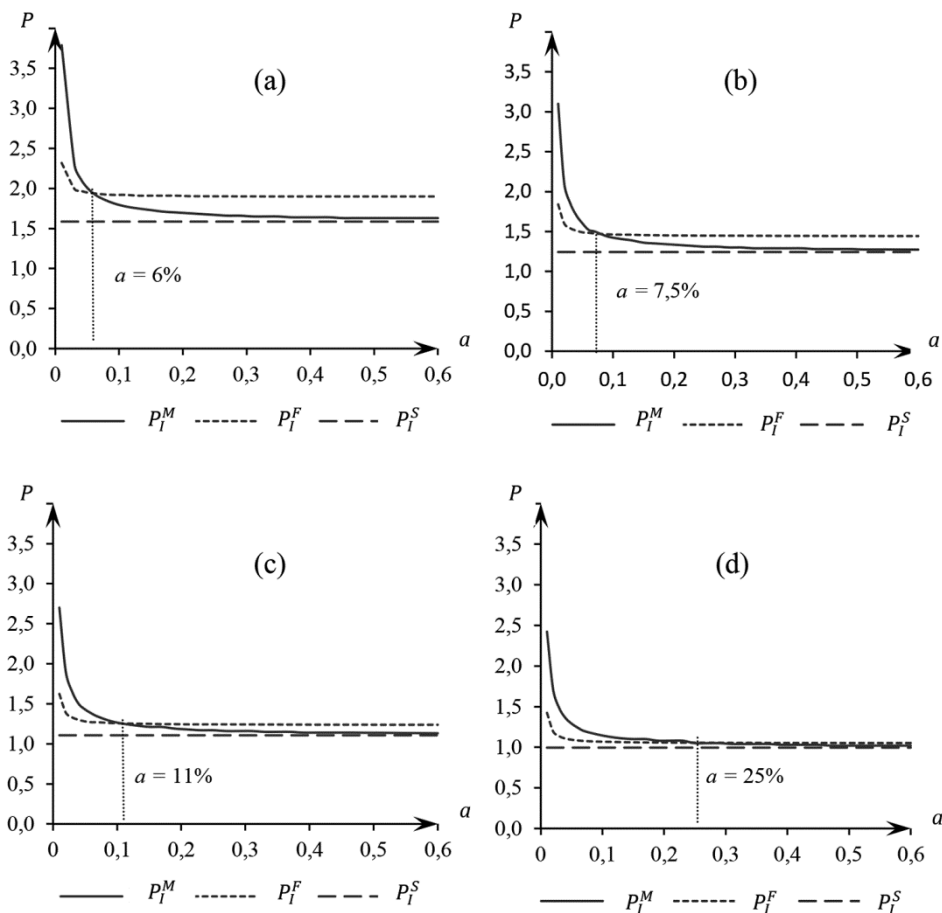 P
(a)
3,5
3,0
2,5
2,0
1,5
1,0
0,5
0,0
a = 6%
a
0 0,1 0,2 0,3 0,4 0,5 0,6
P_I^M P_I^F P_I^S
P
(b)
3,5
3,0
2,5
2,0
1,5
1,0
0,5
0,0
a = 7,5%
a
0,0 0,1 0,2 0,3 0,4 0,5 0,6
P_I^M P_I^F P_I^S
P
(c)
3,5
3,0
2,5
2,0
1,5
1,0
0,5
0,0
a = 11%
a
0 0,1 0,2 0,3 0,4 0,5 0,6
P_I^M P_I^F P_I^S
P
(d)
3,5
3,0
2,5
2,0
1,5
1,0
0,5
0,0
a = 25%
a
0 0,1 0,2 0,3 0,4 0,5 0,6
P_I^M P_I^F P_I^S